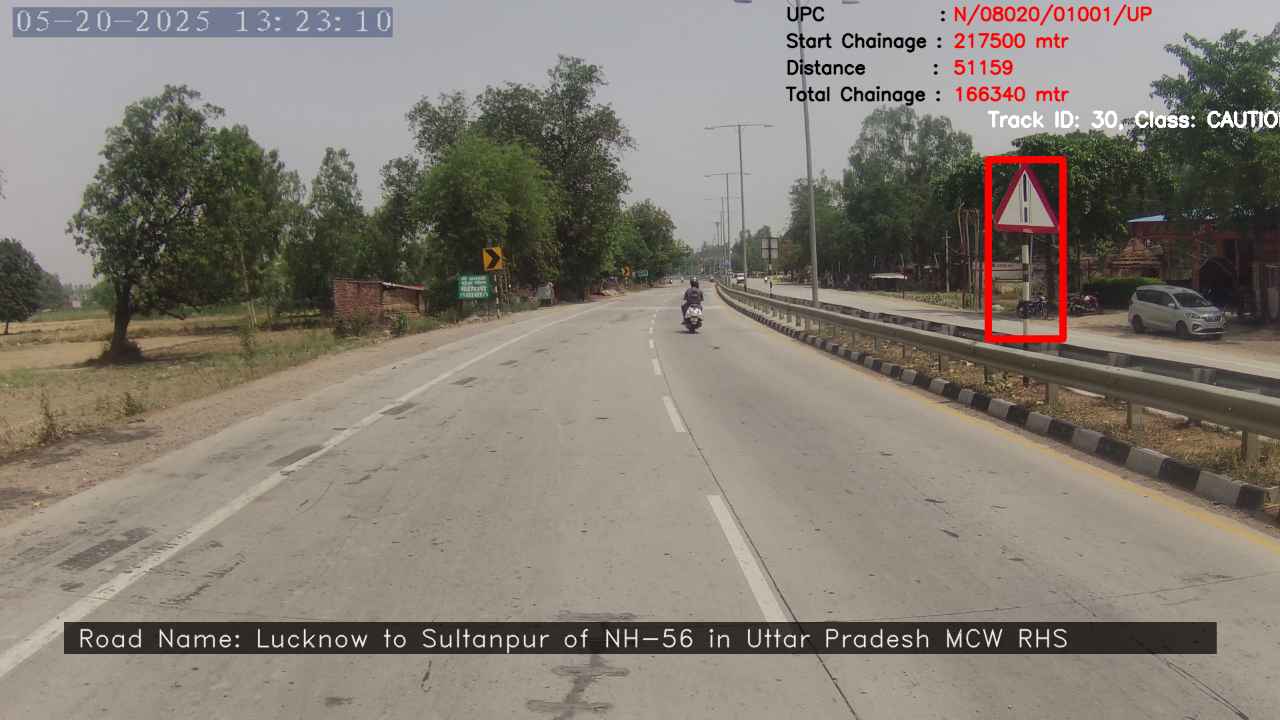 05-20-2025 13:23:10
UPC : N/08020/01001/UP
Start Chainage : 217500 mtr
Distance : 51159
Total Chainage : 166340 mtr
Track ID: 30, Class: CAUTIO
Road Name: Lucknow to Sultanpur of NH-56 in Uttar Pradesh MCW RHS